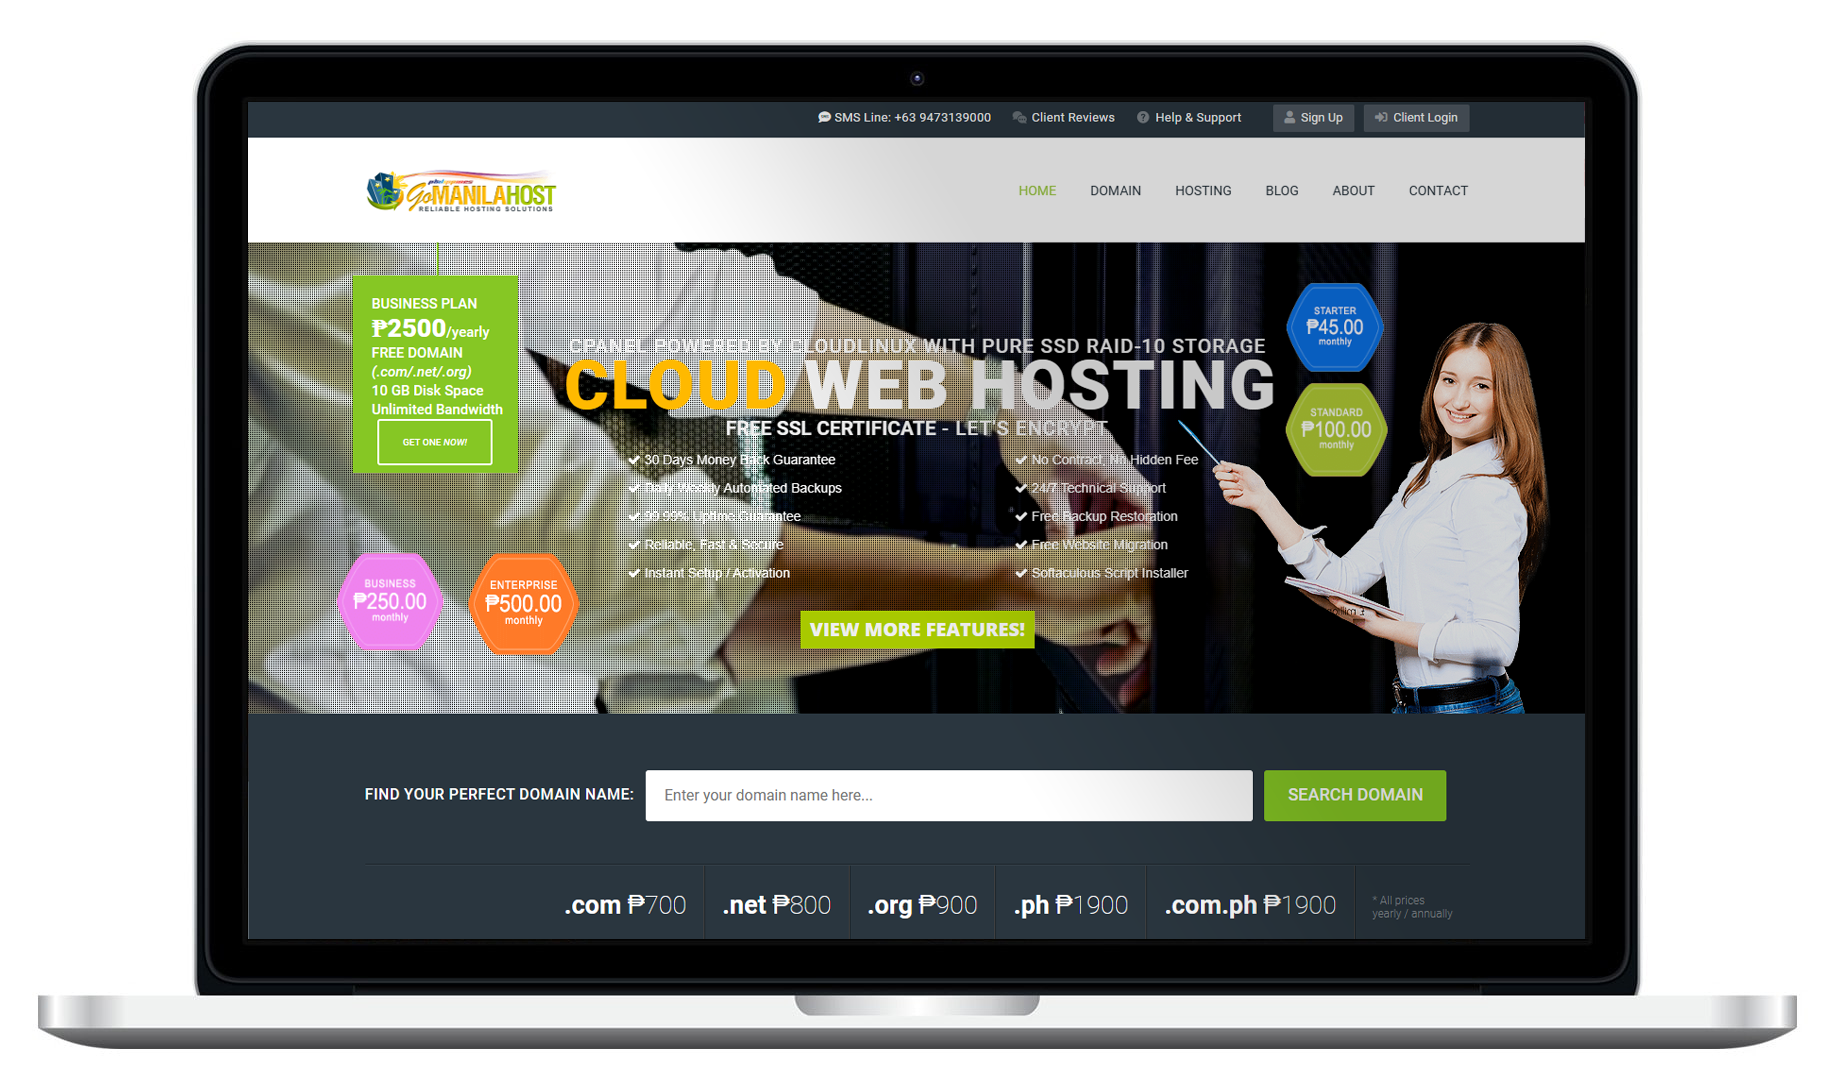 SMS Line: +63 9473139000
Client Reviews
Help & Support
Sign Up
Client Login
GoMANILAHOST
RELIABLE HOSTING SOLUTIONS
HOME
DOMAIN
HOSTING
BLOG
ABOUT
CONTACT
BUSINESS PLAN
₱2500/yearly
FREE DOMAIN
(.com/.net/.org)
10 GB Disk Space
Unlimited Bandwidth
GET ONE NOW!
CPANEL POWERED BY CLOUDLINUX WITH PURE SSD RAID-10 STORAGE
CLOUD WEB HOSTING
FREE SSL CERTIFICATE - LET'S ENCRYPT
30 Days Money Back Guarantee
Daily Weekly Automated Backups
99.99% Uptime Guarantee
Reliable, Fast & Secure
Instant Setup / Activation
No Contract, No Hidden Fee
24/7 Technical Support
Free Backup Restoration
Free Website Migration
Softaculous Script Installer
VIEW MORE FEATURES!
STARTER
₱45.00
monthly
STANDARD
₱100.00
monthly
BUSINESS
₱250.00
monthly
ENTERPRISE
₱500.00
monthly
FIND YOUR PERFECT DOMAIN NAME:
Enter your domain name here...
SEARCH DOMAIN
.com ₱700
.net ₱800
.org ₱900
.ph ₱1900
.com.ph ₱1900
* All prices
yearly / annually